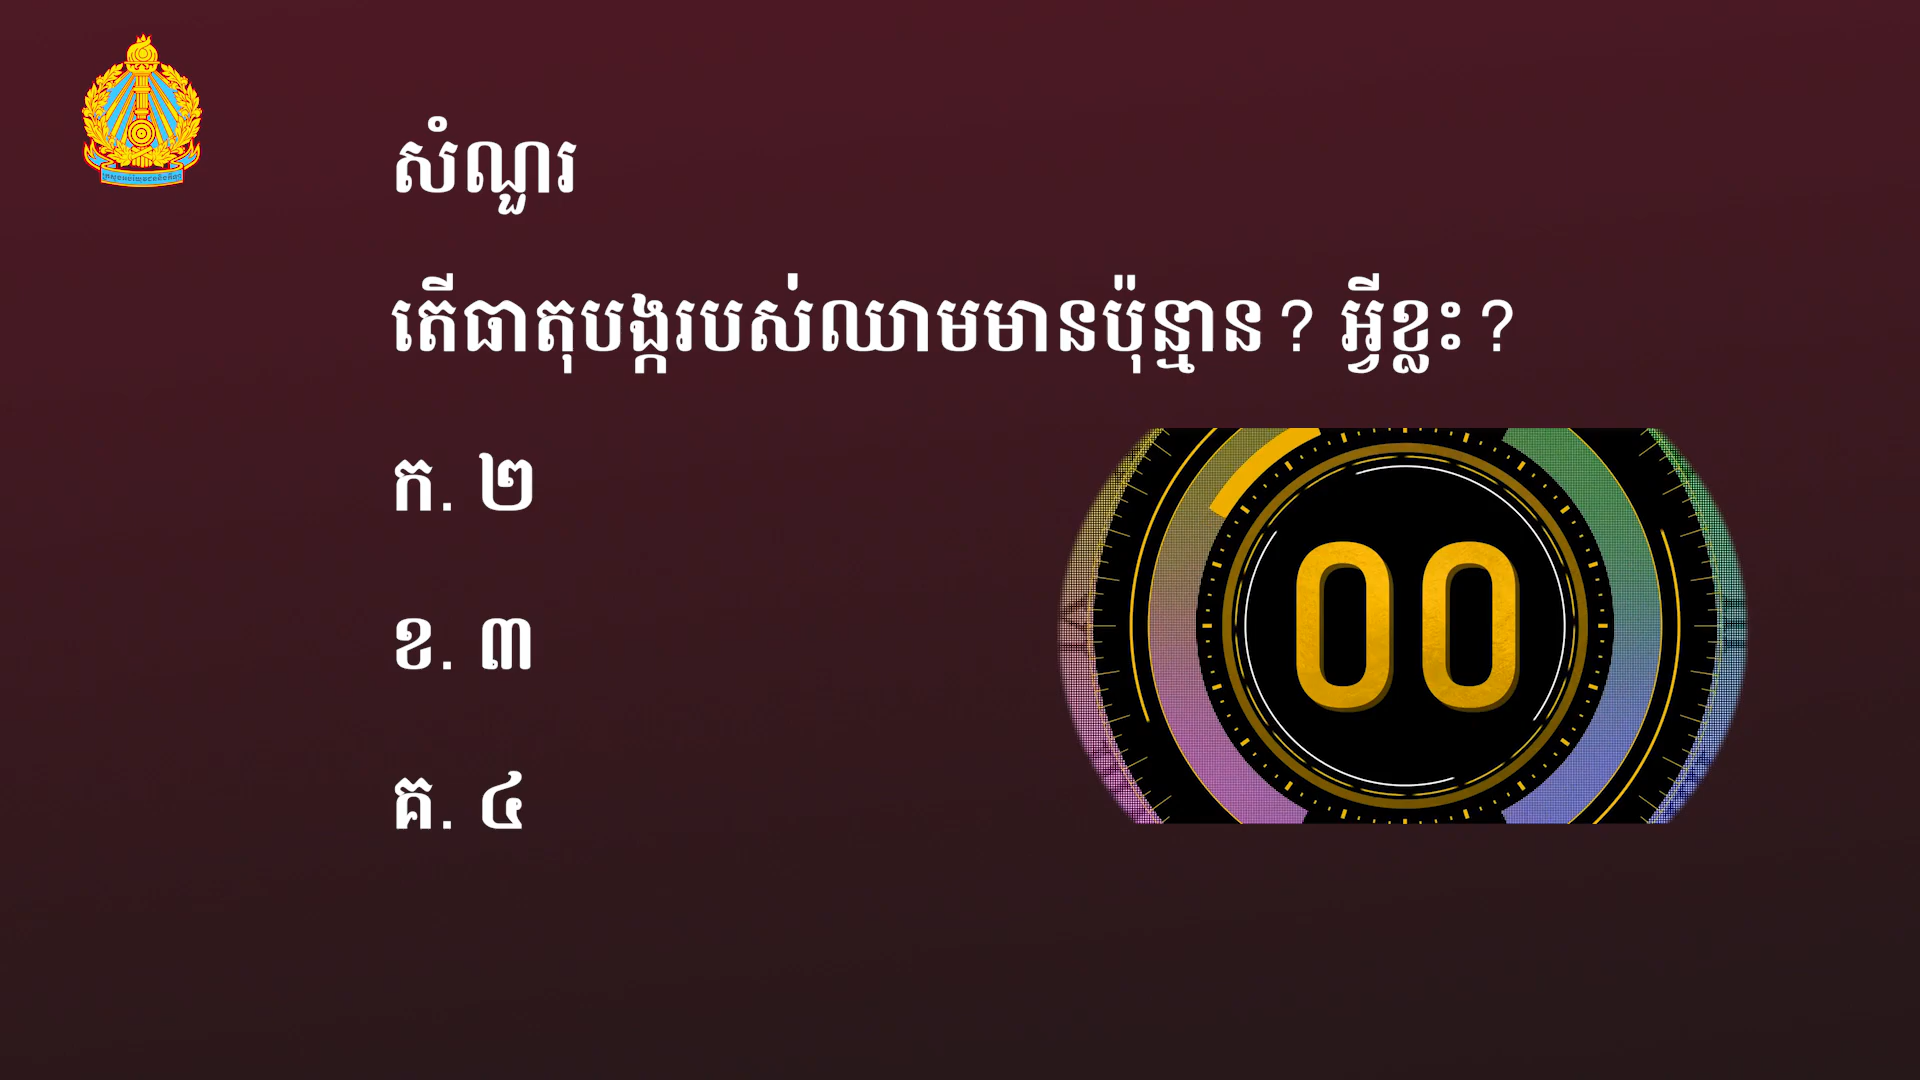 សំណួរ
តើធាតុបង្ករបស់ឈាមមានប៉ុន្មាន? អ្វីខ្លះ?
ក. ២
ខ. ៣
គ. ៤
00